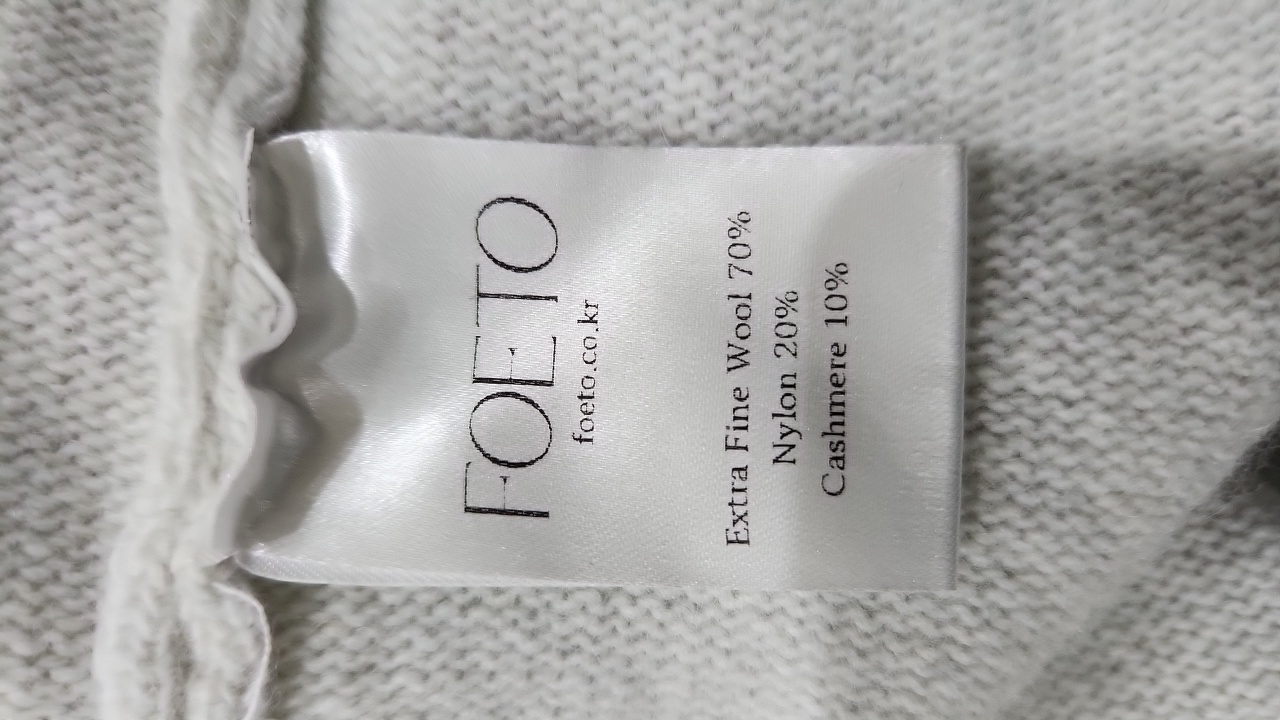 FOETO
foeto.co.kr
Extra Fine Wool 70%
Nylon 20%
Cashmere 10%